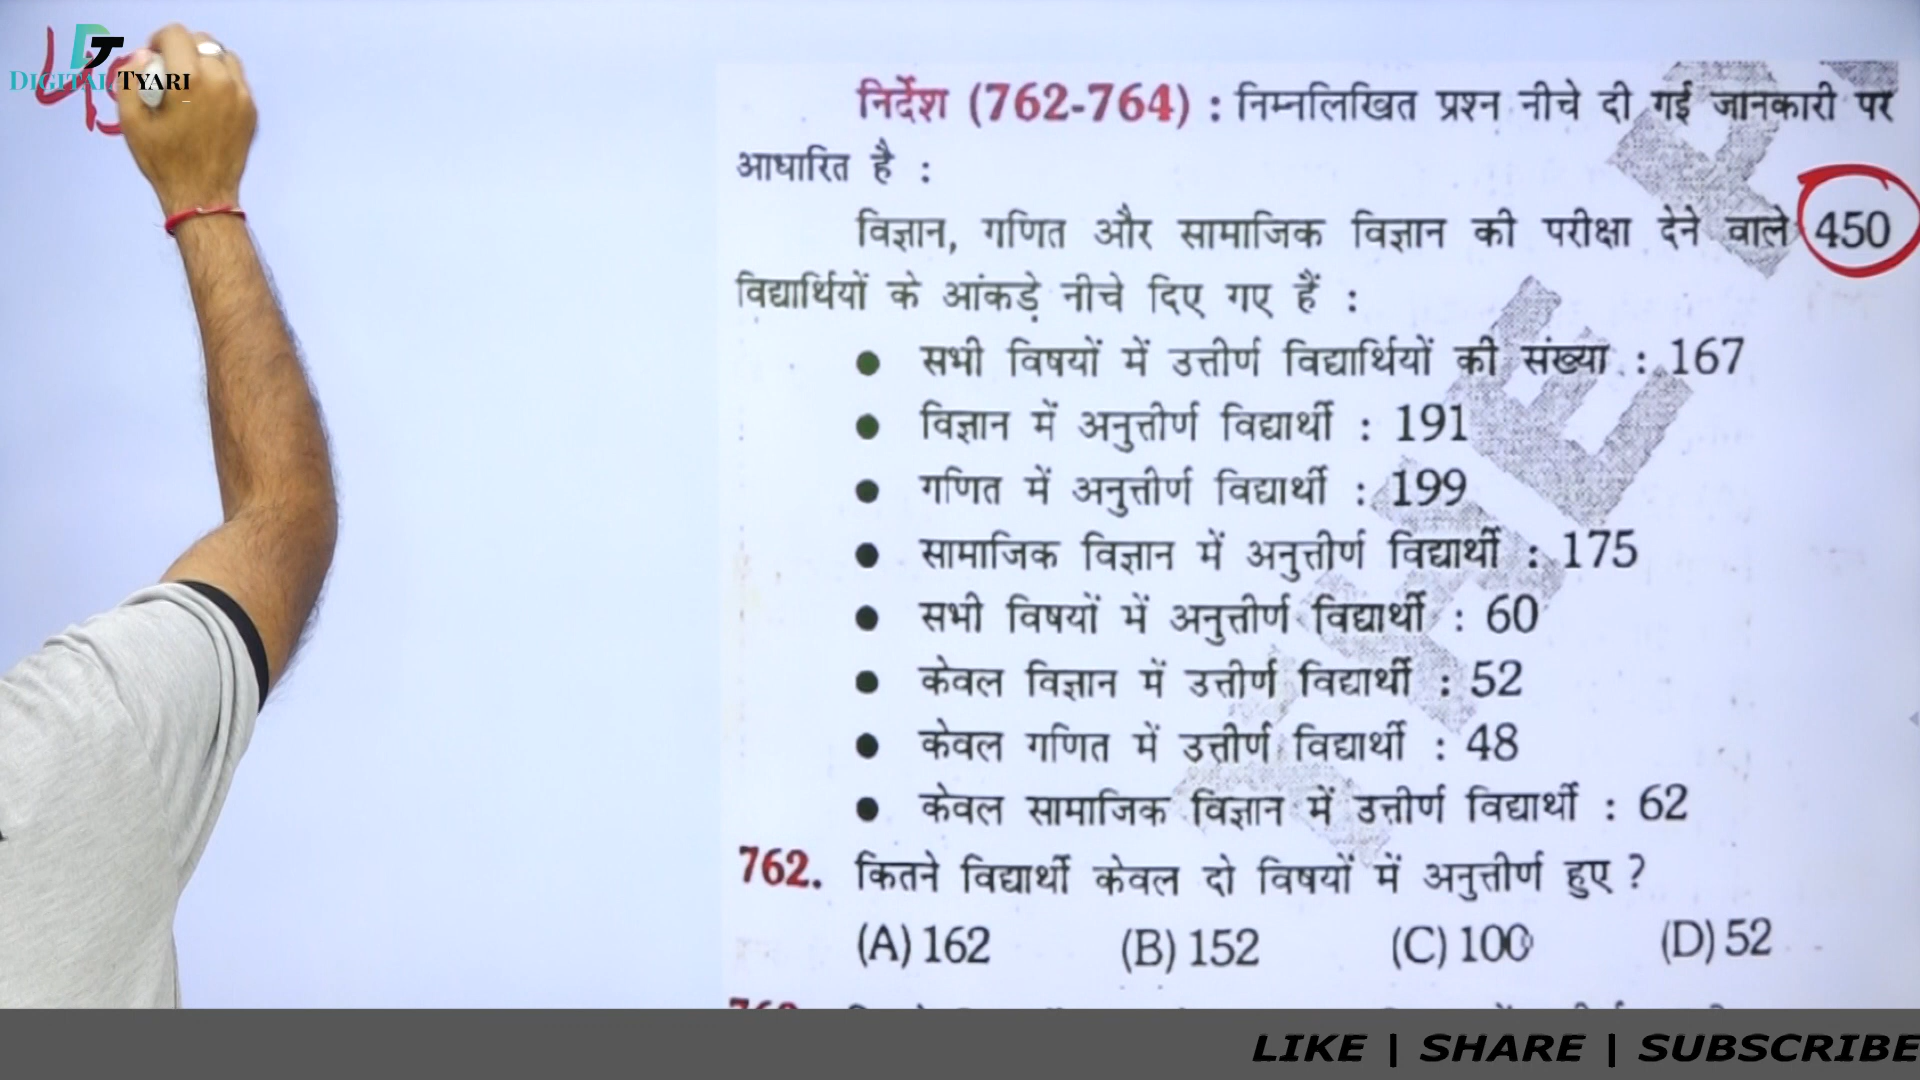 DT
DIGITAL TYARI
निर्देश (762-764) : निम्नलिखित प्रश्न नीचे दी गई जानकारी पर
आधारित है :
विज्ञान, गणित और सामाजिक विज्ञान की परीक्षा देने वाले 450
विद्यार्थियों के आंकड़े नीचे दिए गए हैं :
● सभी विषयों में उत्तीर्ण विद्यार्थियों की संख्या : 167
● विज्ञान में अनुत्तीर्ण विद्यार्थी : 191
● गणित में अनुत्तीर्ण विद्यार्थी : 199
● सामाजिक विज्ञान में अनुत्तीर्ण विद्यार्थी : 175
● सभी विषयों में अनुत्तीर्ण विद्यार्थी : 60
● केवल विज्ञान में उत्तीर्ण विद्यार्थी : 52
● केवल गणित में उत्तीर्ण विद्यार्थी : 48
● केवल सामाजिक विज्ञान में उत्तीर्ण विद्यार्थी : 62
762. कितने विद्यार्थी केवल दो विषयों में अनुत्तीर्ण हुए ?
(A) 162 (B) 152 (C) 100 (D) 52
LIKE | SHARE | SUBSCRIBE